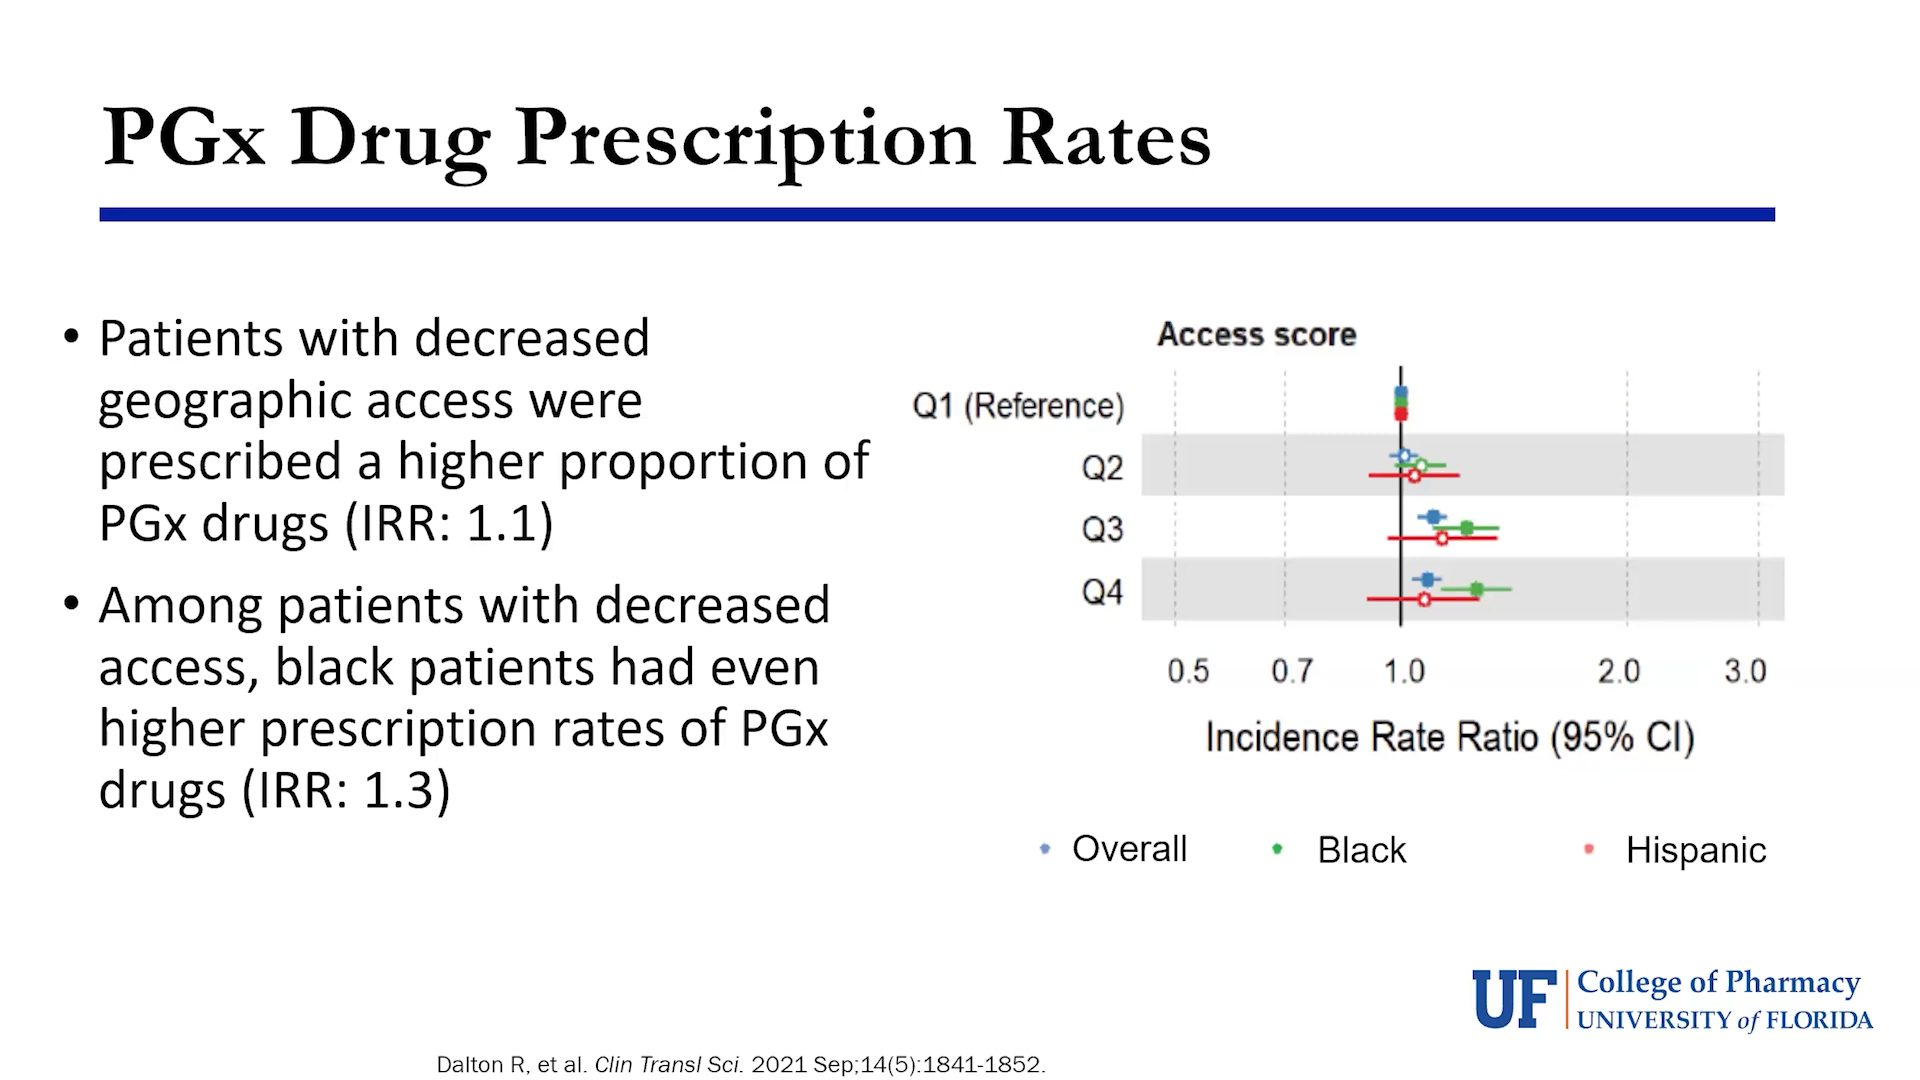 PGx Drug Prescription Rates
• Patients with decreased
geographic access were
prescribed a higher proportion of
PGx drugs (IRR: 1.1)
• Among patients with decreased
access, black patients had even
higher prescription rates of PGx
drugs (IRR: 1.3)
Access score
Q1 (Reference)
Q2
Q3
Q4
0.5 0.7 1.0 2.0 3.0
Incidence Rate Ratio (95% CI)
Overall Black Hispanic
UF College of Pharmacy
UNIVERSITY of FLORIDA
Dalton R, et al. Clin Transl Sci. 2021 Sep;14(5):1841-1852.